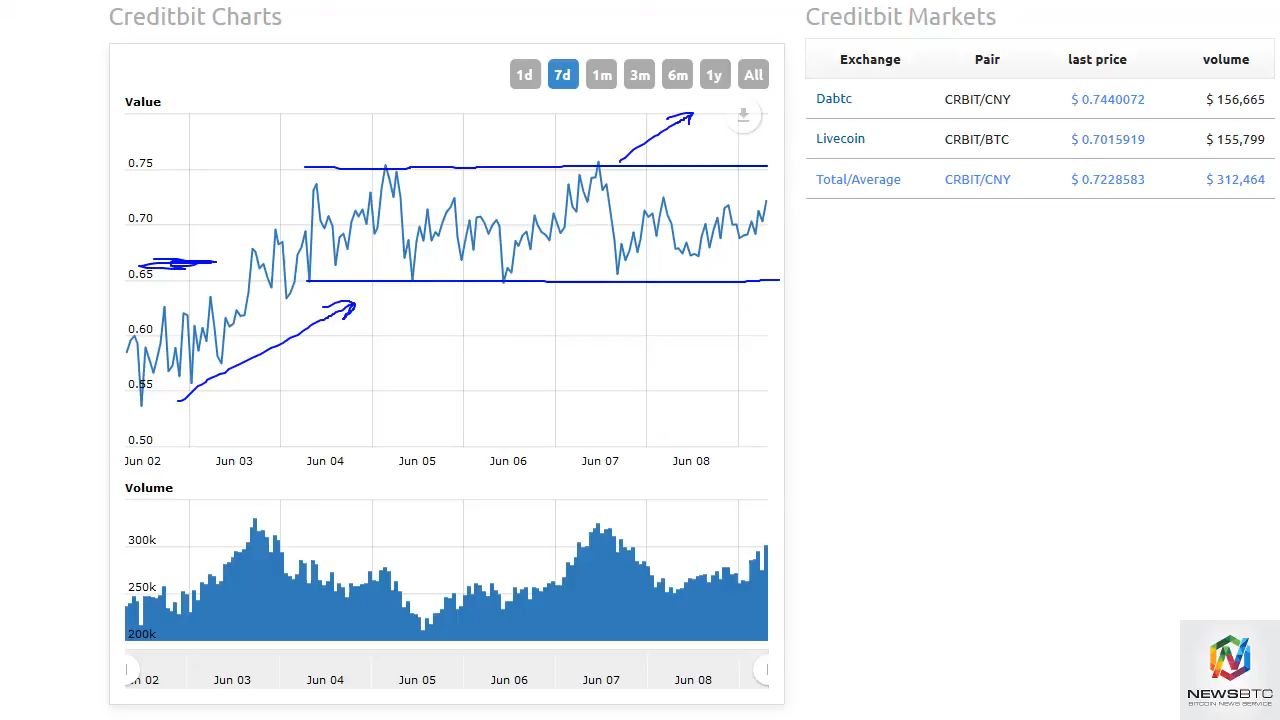 Creditbit Charts
1d 7d 1m 3m 6m 1y All
Value
0.75
0.70
0.65
0.60
0.55
0.50
Jun 02 Jun 03 Jun 04 Jun 05 Jun 06 Jun 07 Jun 08
Volume
300k
250k
200k
n 02 Jun 03 Jun 04 Jun 05 Jun 06 Jun 07 Jun 08
Creditbit Markets
Exchange Pair last price volume
Dabtc CRBIT/CNY $ 0.7440072 $ 156,665
Livecoin CRBIT/BTC $ 0.7015919 $ 155,799
Total/Average CRBIT/CNY $ 0.7228583 $ 312,464
NEWSBTC
BITCOIN NEWS SERVICE